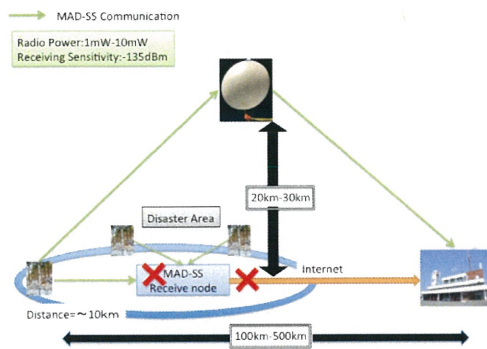 MAD-SS Communication
Radio Power:1mW-10mW
Receiving Sensitivity:-135dBm
20km-30km
Disaster Area
MAD-SS
Receive node
Internet
Distance=~10km
100km-500km